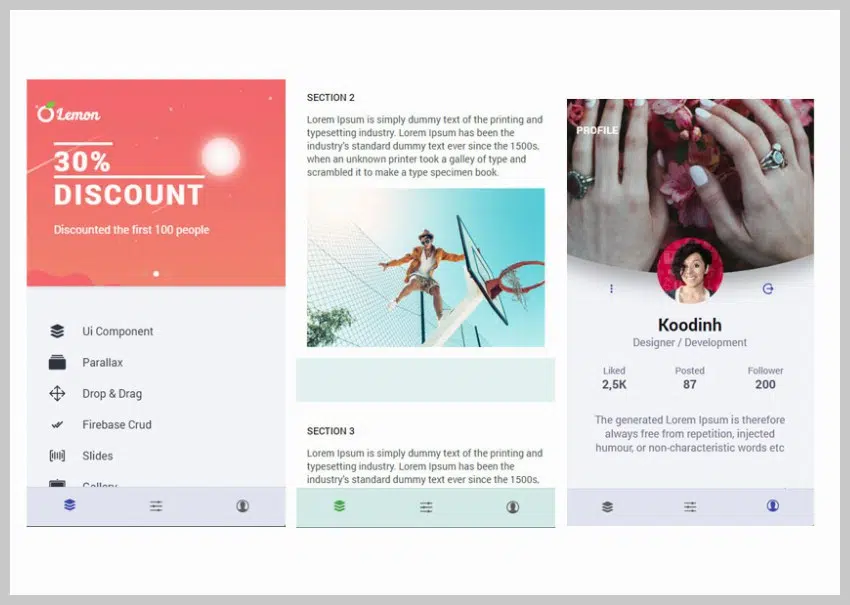 Lemon
30%
DISCOUNT
Discounted the first 100 people
Ui Component
Parallax
Drop & Drag
Firebase Crud
Slides
Gallery
SECTION 2
Lorem Ipsum is simply dummy text of the printing and
typesetting industry. Lorem Ipsum has been the
industry's standard dummy text ever since the 1500s,
when an unknown printer took a galley of type and
scrambled it to make a type specimen book.
SECTION 3
Lorem Ipsum is simply dummy text of the printing and
typesetting industry. Lorem Ipsum has been the
industry's standard dummy text ever since the 1500s,
PROFILE
Koodinh
Designer / Development
Liked Posted Follower
2,5K 87 200
The generated Lorem Ipsum is therefore
always free from repetition, injected
humour, or non-characteristic words etc